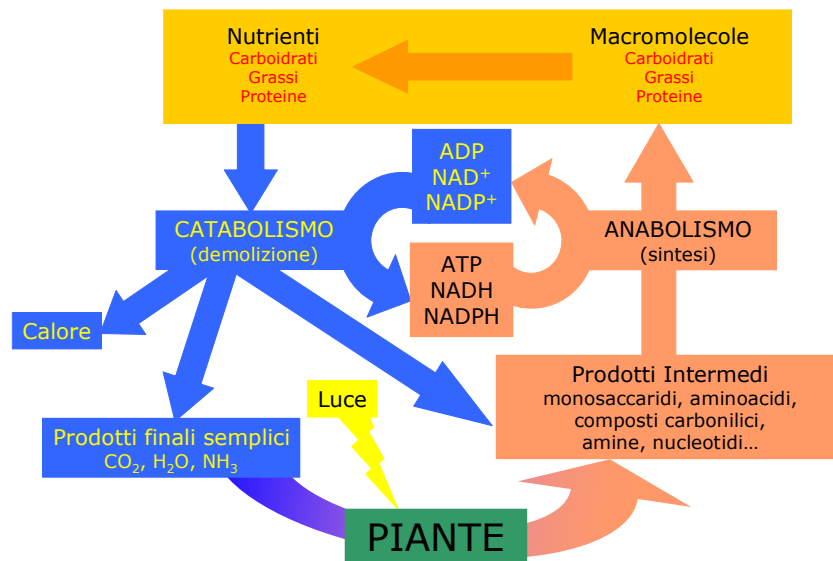 Nutrienti
Carboidrati
Grassi
Proteine
Macromolecole
Carboidrati
Grassi
Proteine
ADP
NAD⁺
NADP⁺
CATABOLISMO
(demolizione)
ANABOLISMO
(sintesi)
ATP
NADH
NADPH
Calore
Luce
Prodotti Intermedi
monosaccaridi, aminoacidi,
composti carbonilici,
amine, nucleotidi…
Prodotti finali semplici
CO₂, H₂O, NH₃
PIANTE